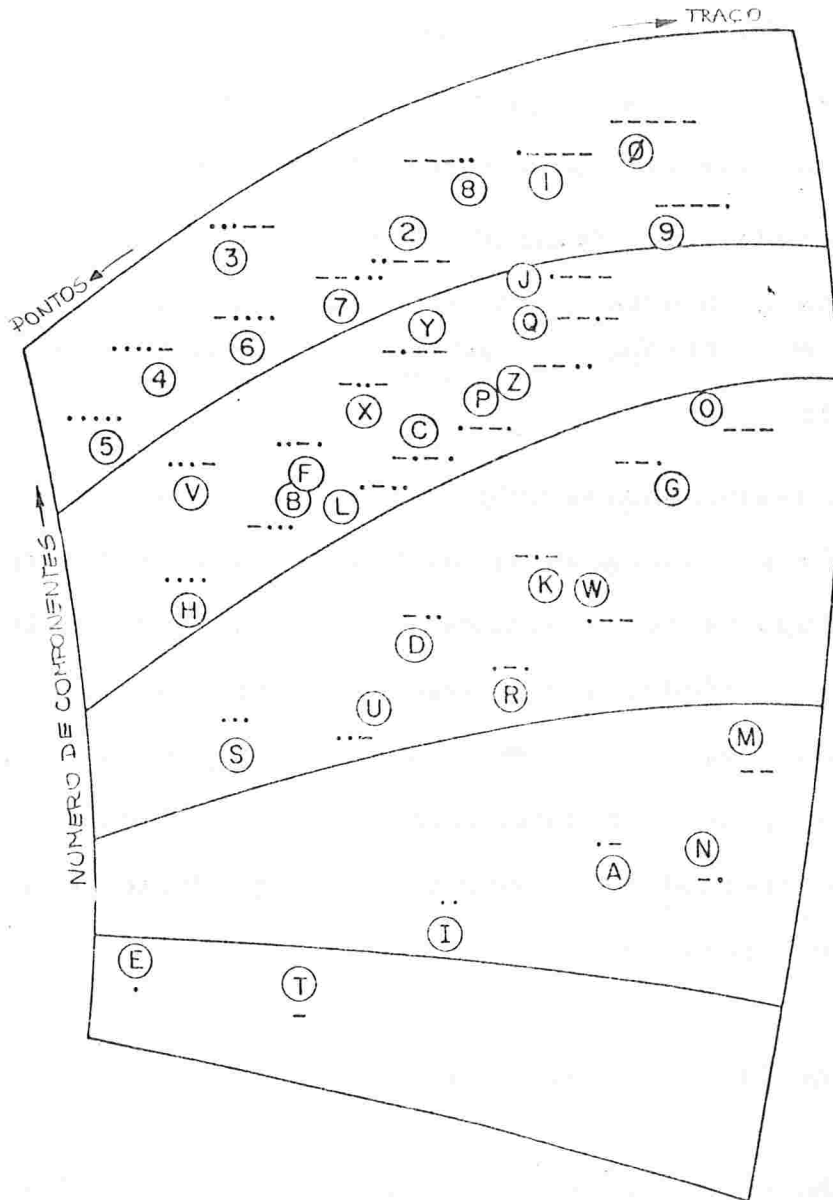 TRAÇO
-----
Ø
.----
1
---..
8
----.
9
...--
3
2
..---
--...
7
PONTOS
-....
6
....-
4
.....
5
J
.---
Q
--.-
Y
-.--
--..
Z
P
.--.
-..-
X
C
-.-.
O
---
--.
G
..-.
F
B
-...
L
.-..
...-
V
....
H
NUMERO DE COMPONENTES
-.-
K
W
.--
-..
D
.-.
R
U
..-
...
S
M
--
.-
A
N
-.
..
I
E
.
T
-